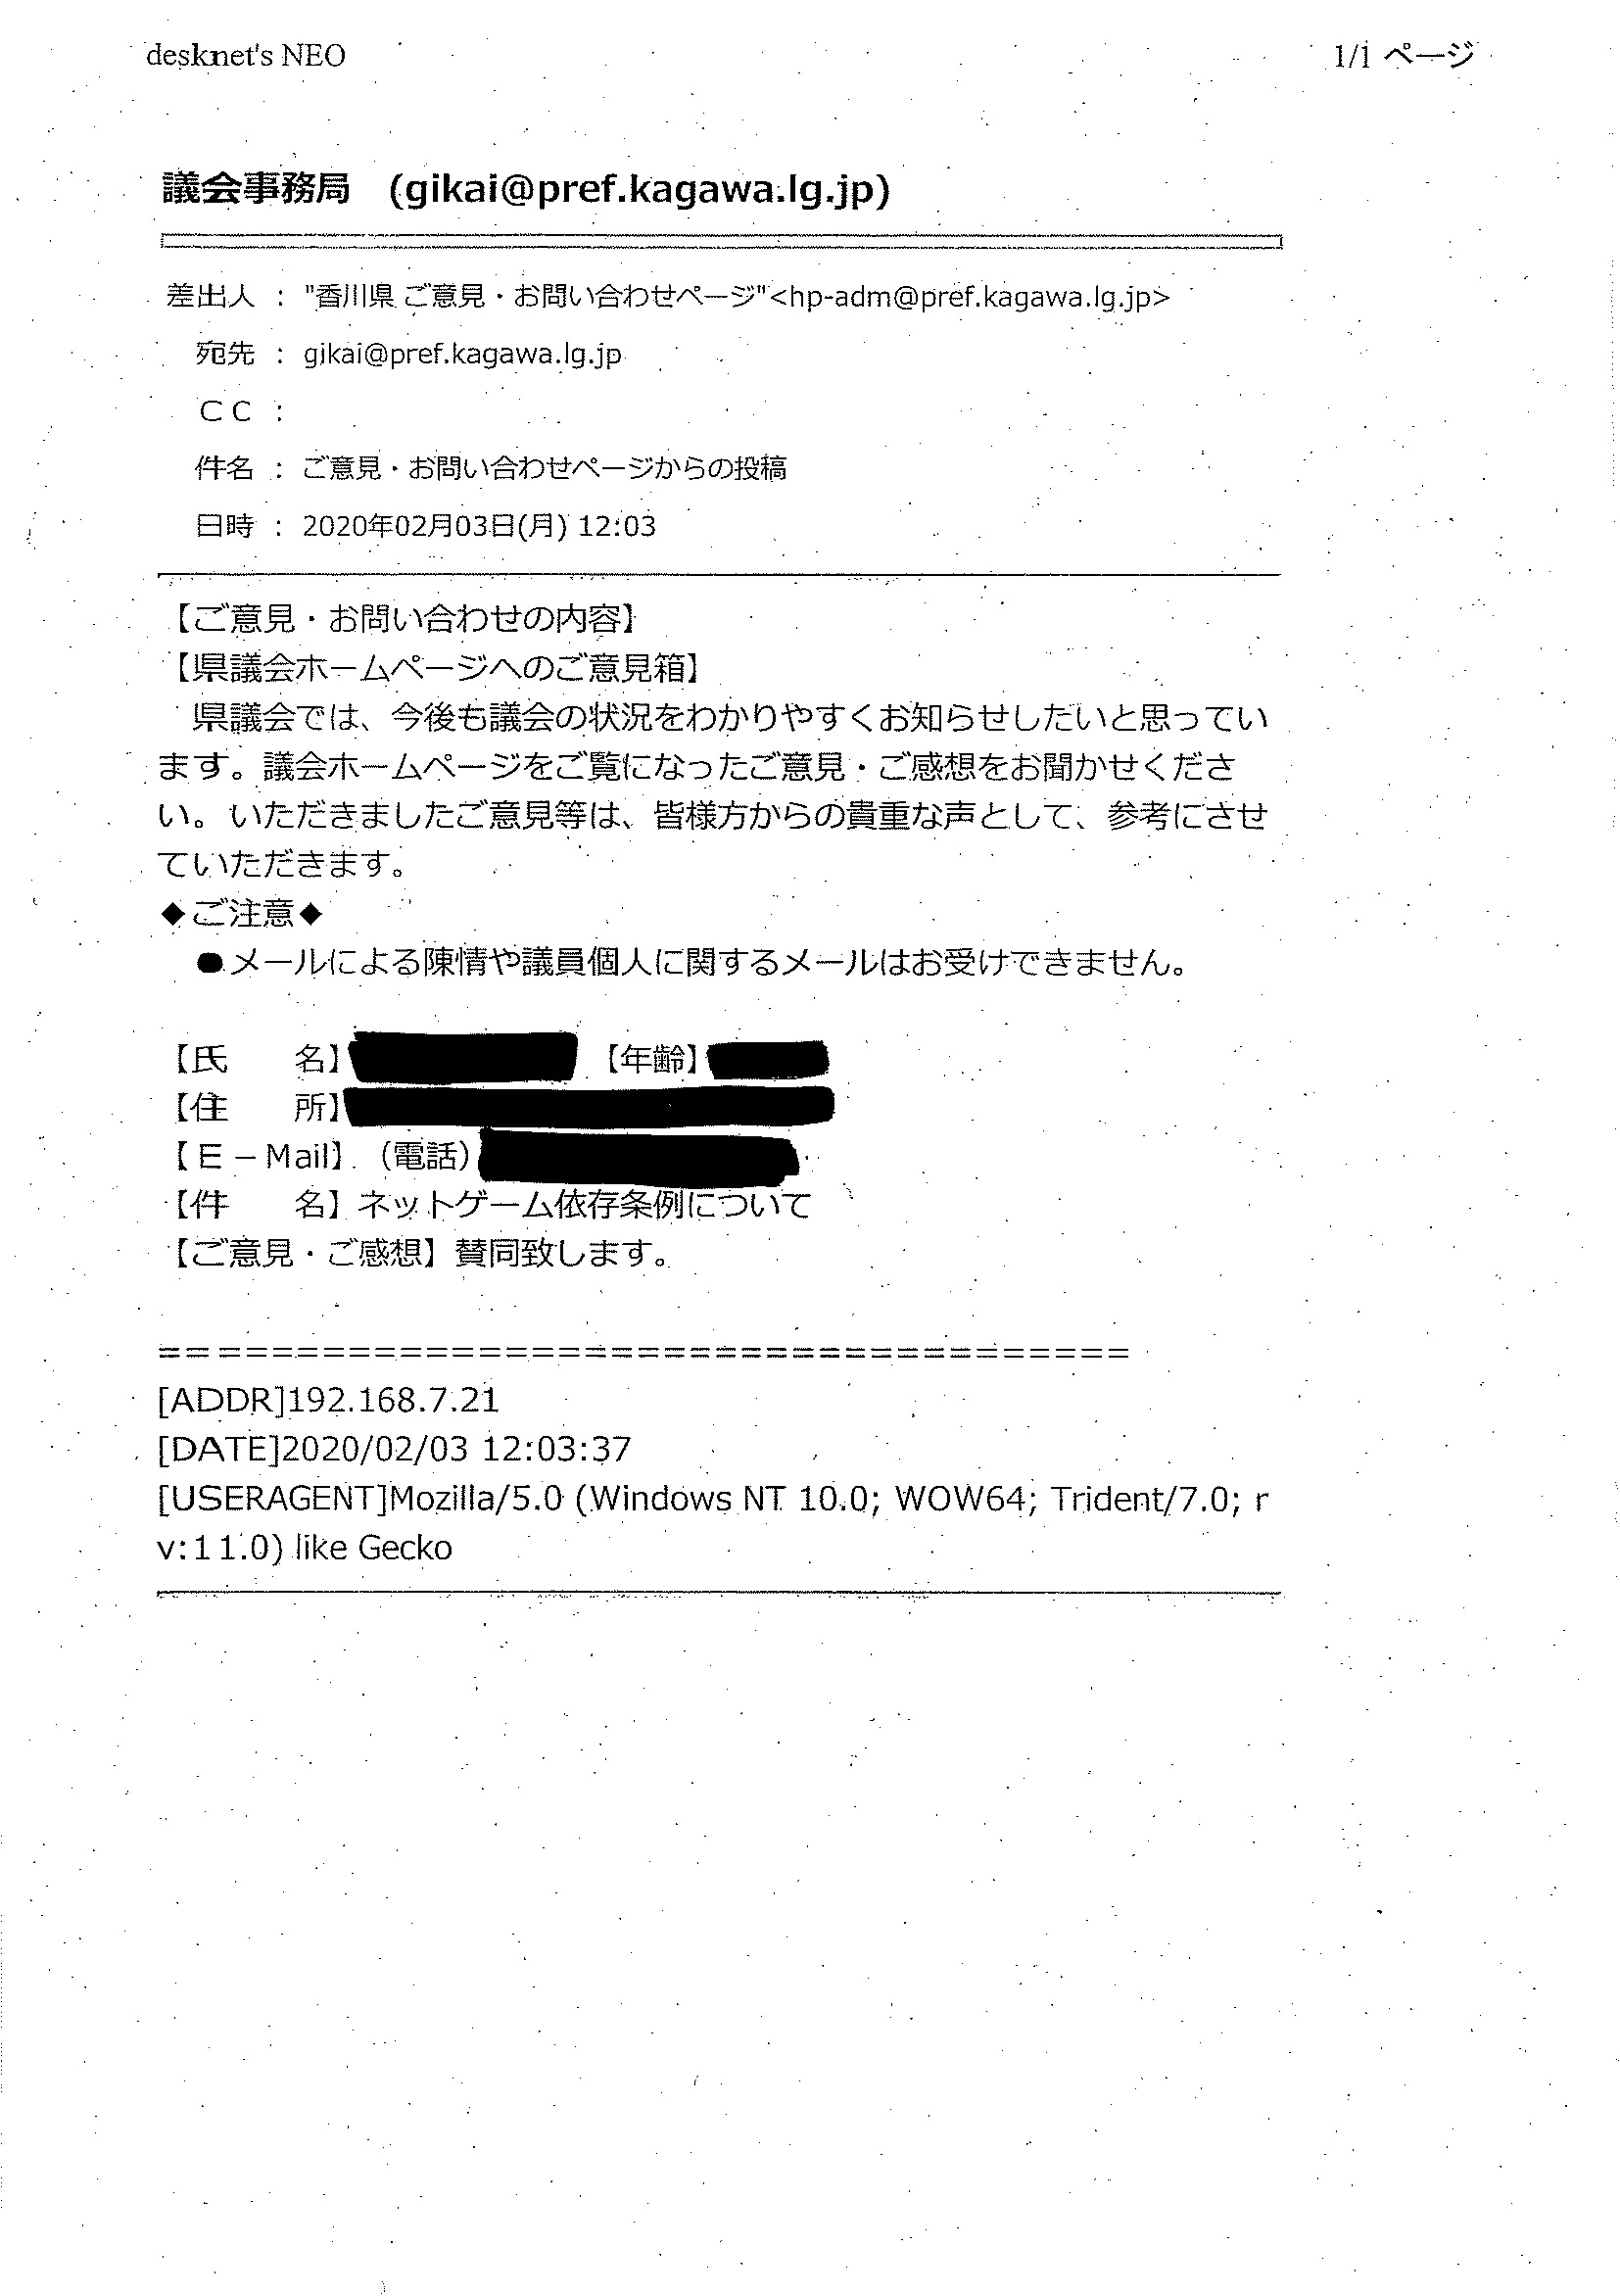 desknet's NEO
1/1 ページ
議会事務局　(gikai@pref.kagawa.lg.jp)
差出人 ： "香川県 ご意見・お問い合わせページ"<hp-adm@pref.kagawa.lg.jp>
宛先 ： gikai@pref.kagawa.lg.jp
ＣＣ ：
件名 ： ご意見・お問い合わせページからの投稿
日時 ： 2020年02月03日(月) 12:03
【ご意見・お問い合わせの内容】
【県議会ホームページへのご意見箱】
　県議会では、今後も議会の状況をわかりやすくお知らせしたいと思ってい
ます。議会ホームページをご覧になったご意見・ご感想をお聞かせくださ
い。いただきましたご意見等は、皆様方からの貴重な声として、参考にさせ
ていただきます。
◆ご注意◆
　●メールによる陳情や議員個人に関するメールはお受けできません。
【氏　　名】　【年齢】
【住　　所】
【Ｅ－Mail】（電話）
【件　　名】ネットゲーム依存条例について
【ご意見・ご感想】賛同致します。
=====================================
[ADDR]192.168.7.21
[DATE]2020/02/03 12:03:37
[USERAGENT]Mozilla/5.0 (Windows NT 10.0; WOW64; Trident/7.0; r
v:11.0) like Gecko